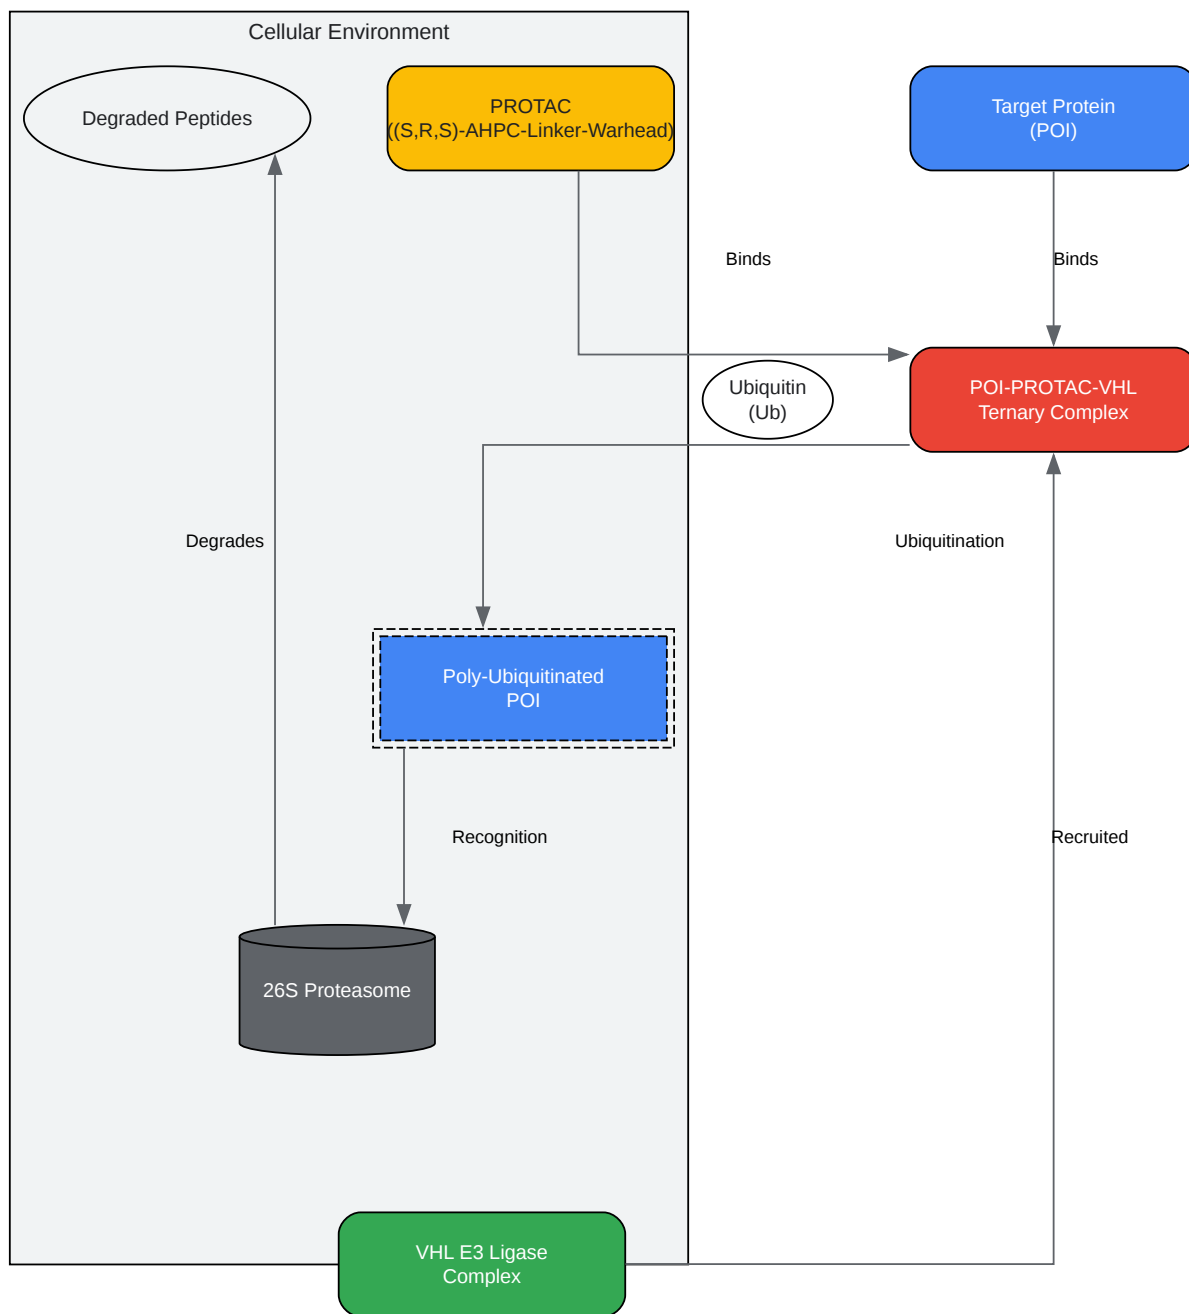 Cellular Environment
Degraded Peptides
PROTAC
((S,R,S)-AHPC-Linker-Warhead)
Target Protein
(POI)
Binds
Binds
POI-PROTAC-VHL
Ternary Complex
Ubiquitin
(Ub)
Degrades
Ubiquitination
Poly-Ubiquitinated
POI
Recognition
Recruited
26S Proteasome
VHL E3 Ligase
Complex